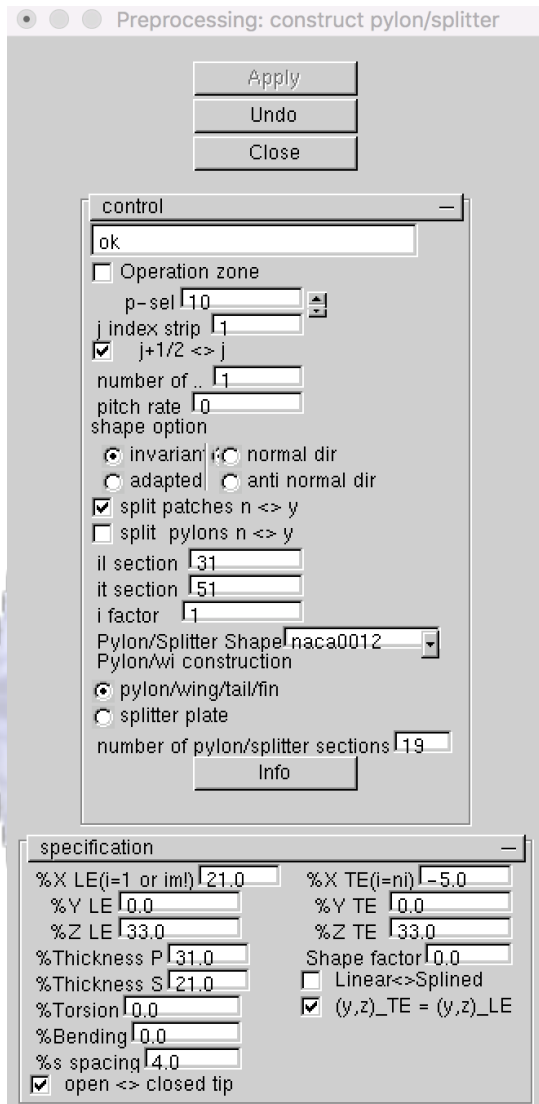 Preprocessing: construct pylon/splitter
Apply
Undo
Close
control
ok
Operation zone
p-sel 10
j index strip 1
j+1/2 <> j
number of .. 1
pitch rate 0
shape option
invariant normal dir
adapted anti normal dir
split patches n <> y
split pylons n <> y
il section 31
it section 51
i factor 1
Pylon/Splitter Shape naca0012
Pylon/wi construction
pylon/wing/tail/fin
splitter plate
number of pylon/splitter sections 19
Info
specification
%X LE(i=1 or im!) 21.0 %X TE(i=ni) -5.0
%Y LE 0.0 %Y TE 0.0
%Z LE 33.0 %Z TE 33.0
%Thickness P 31.0 Shape factor 0.0
%Thickness S 21.0 Linear<>Splined
%Torsion 0.0 (y,z)_TE = (y,z)_LE
%Bending 0.0
%s spacing 4.0
open <> closed tip